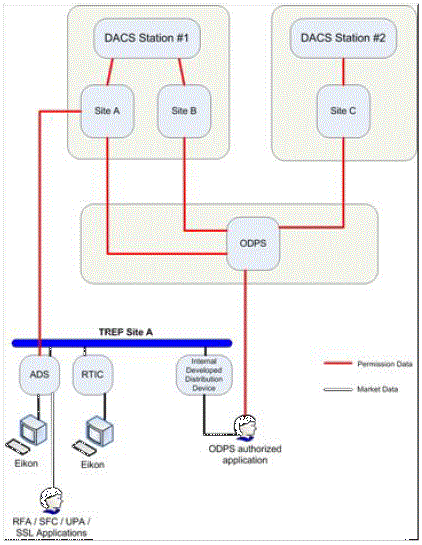 DACS Station #1
DACS Station #2
Site A
Site B
Site C
ODPS
TREP Site A
ADS
RTIC
Internal
Developed
Distribution
Device
Permission Data
Market Data
Eikon
Eikon
ODPS authorized
application
RFA / SFC / UPA /
SSL Applications